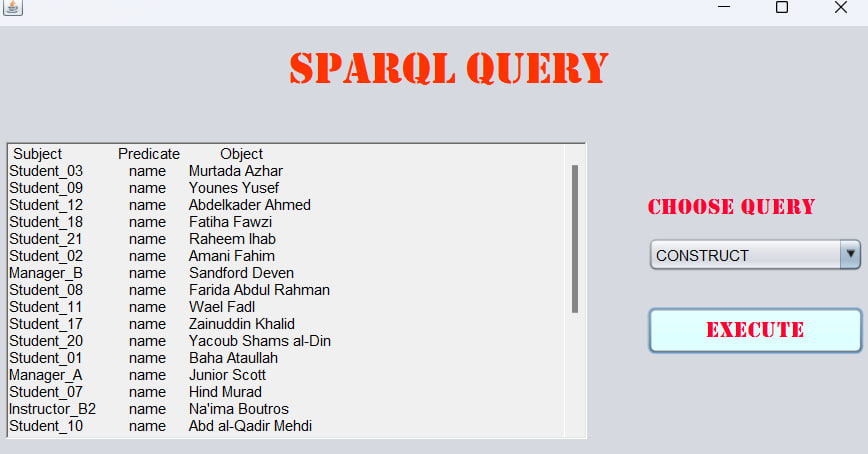 SPARQL QUERY
Subject Predicate Object
Student_03 name Murtada Azhar
Student_09 name Younes Yusef
Student_12 name Abdelkader Ahmed
Student_18 name Fatiha Fawzi
Student_21 name Raheem Ihab
Student_02 name Amani Fahim
Manager_B name Sandford Deven
Student_08 name Farida Abdul Rahman
Student_11 name Wael Fadl
Student_17 name Zainuddin Khalid
Student_20 name Yacoub Shams al-Din
Student_01 name Baha Ataullah
Manager_A name Junior Scott
Student_07 name Hind Murad
Instructor_B2 name Na'ima Boutros
Student_10 name Abd al-Qadir Mehdi
CHOOSE QUERY
CONSTRUCT
EXECUTE